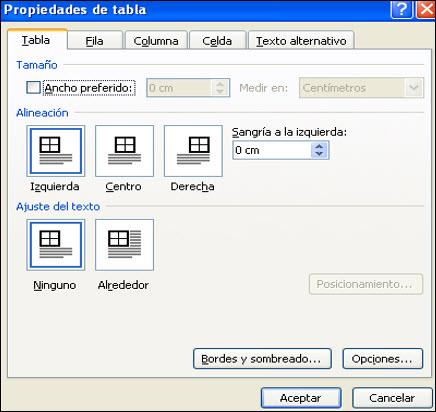 Propiedades de tabla
Tabla Fila Columna Celda Texto alternativo
Tamaño
Ancho preferido: 0 cm Medir en: Centímetros
Alineación
Sangría a la izquierda:
0 cm
Izquierda Centro Derecha
Ajuste del texto
Ninguno Alrededor
Posicionamiento...
Bordes y sombreado... Opciones...
Aceptar Cancelar